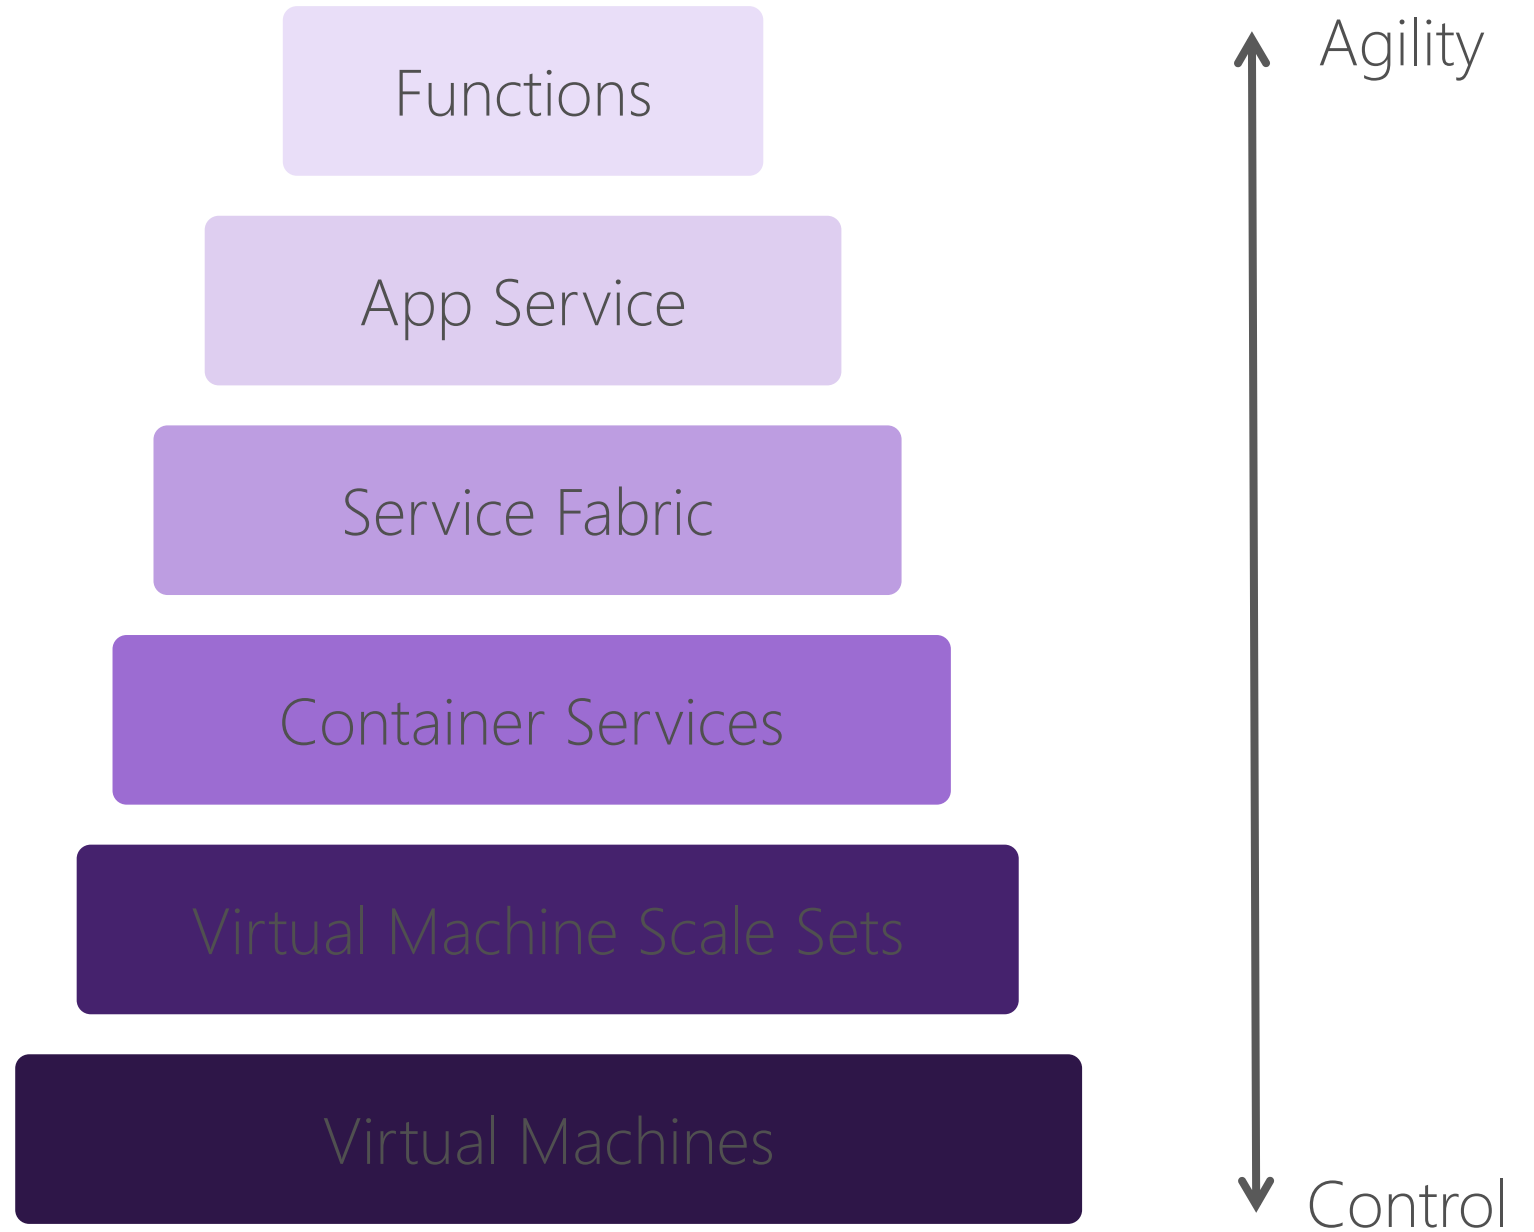 Functions
Agility
App Service
Service Fabric
Container Services
Virtual Machine Scale Sets
Virtual Machines
Control